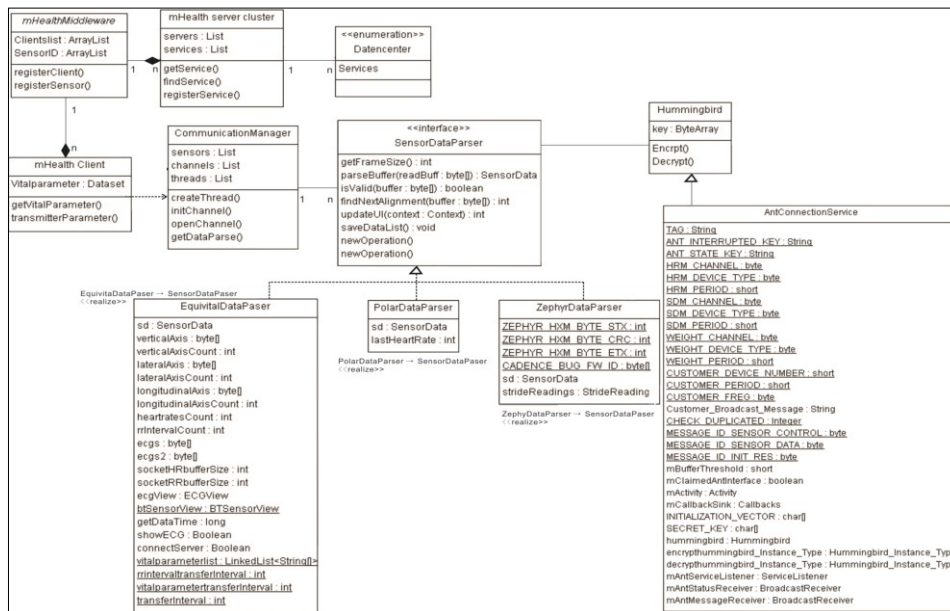 mHealthMiddleware
Clientslist : ArrayList
SensorID : ArrayList
registerClient()
registerSensor()
1
n
1
mHealth server cluster
servers : List
services : List
getService()
findService()
registerService()
1
n
<<enumeration>>
Datencenter
Services
n
mHealth Client
Vitalparameter : Dataset
getVitalParameter()
transmitterParameter()
CommunicationManager
sensors : List
channels : List
threads : List
createThread()
initChannel()
openChannel()
getDataParse()
1
n
<<interface>>
SensorDataParser
getFrameSize() : int
parseBuffer(readBuff : byte[]) : SensorData
isValid(buffer : byte[]) : boolean
findNextAlignment(buffer : byte[]) : int
updateUI(context : Context) : int
saveDataList() : void
newOperation()
newOperation()
Hummingbird
key : ByteArray
Encrpt()
Decrypt()
EquivitaDataPaser → SensorDataPaser
<<realize>>
EquivitalDataPaser
sd : SensorData
verticalAxis : byte[]
verticalAxisCount : int
lateralAxis : byte[]
lateralAxisCount : int
longitudinalAxis : byte[]
longitudinalAxisCount : int
heartratesCount : int
rrIntervalCount : int
ecgs : byte[]
ecgs2 : byte[]
socketHRbufferSize : int
socketRRbufferSize : int
ecgView : ECGView
btSensorView : BTSensorView
getDataTime : long
showECG : Boolean
connectServer : Boolean
vitalparameterlist : LinkedList<String[]>
rrintervaltransferInterval : int
vitalparametertransferInterval : int
transferInterval : int
PolarDataParser
sd : SensorData
lastHeartRate : int
PolarDataParser → SensorDataPaser
<<realize>>
ZephyrDataParser
ZEPHYR_HXM_BYTE_STX : int
ZEPHYR_HXM_BYTE_CRC : int
ZEPHYR_HXM_BYTE_ETX : int
CADENCE_BUG_FW_ID : byte[]
sd : SensorData
strideReadings : StrideReading
ZephyDataParser → SensorDataPaser
<<realize>>
AntConnectionService
TAG : String
ANT_INTERRUPTED_KEY : String
ANT_STATE_KEY : String
HRM_CHANNEL : byte
HRM_DEVICE_TYPE : byte
HRM_PERIOD : short
SDM_CHANNEL : byte
SDM_DEVICE_TYPE : byte
SDM_PERIOD : short
WEIGHT_CHANNEL : byte
WEIGHT_DEVICE_TYPE : byte
WEIGHT_PERIOD : short
CUSTOMER_DEVICE_NUMBER : short
CUSTOMER_PERIOD : short
CUSTOMER_FREG : byte
Customer_Broadcast_Message : String
CHECK_DUPLICATED : Integer
MESSAGE_ID_SENSOR_CONTROL : byte
MESSAGE_ID_SENSOR_DATA : byte
MESSAGE_ID_INIT_RES : byte
mBufferThreshold : short
mClaimedAntInterface : boolean
mActivity : Activity
mCallbackSink : Callbacks
INITIALIZATION_VECTOR : char[]
SECRET_KEY : char[]
hummingbird : Hummingbird
encrypthummingbird_Instance_Type : Hummingbird_Instance_Typ
decrypthummingbird_Instance_Type : Hummingbird_Instance_Typ
mAntServiceListener : ServiceListener
mAntStatusReceiver : BroadcastReceiver
mAntMessageReceiver : BroadcastReceiver